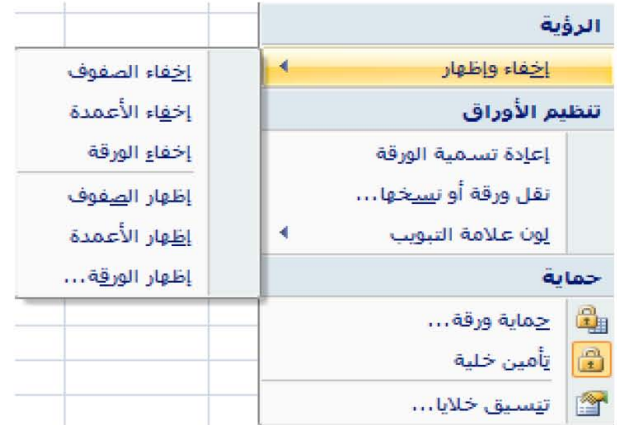 الرؤية
إخفاء وإظهار
إخفاء الصفوف
إخفاء الأعمدة
إخفاء الورقة
إظهار الصفوف
إظهار الأعمدة
إظهار الورقة...
تنظيم الأوراق
إعادة تسمية الورقة
نقل ورقة أو نسخها...
لون علامة التبويب
حماية
حماية ورقة...
تأمين خلية
تنسيق خلايا...